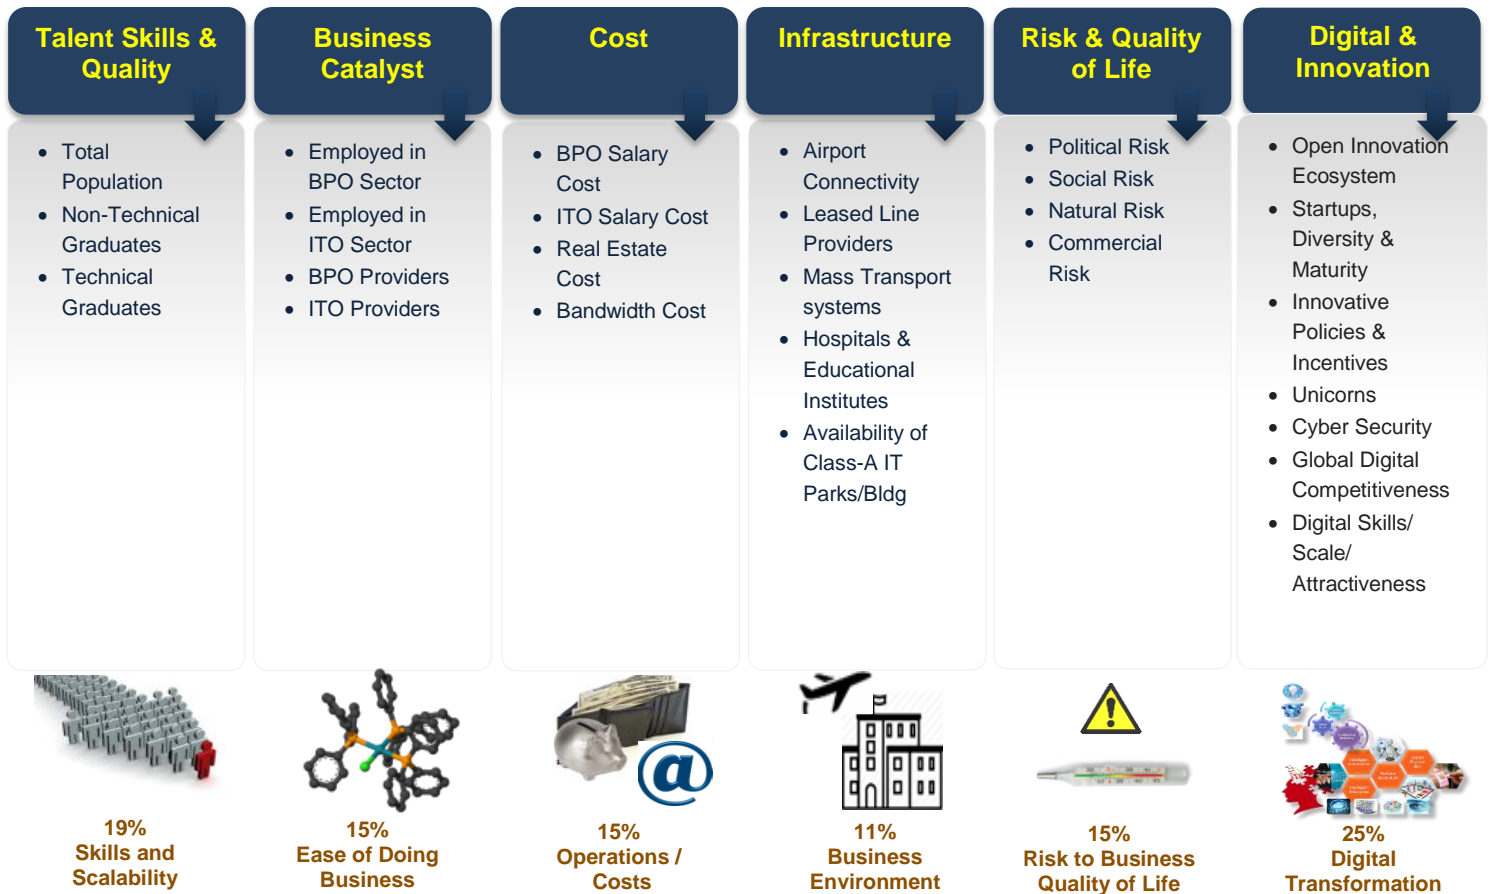 Talent Skills &
Quality
Business
Catalyst
Cost
Infrastructure
Risk & Quality
of Life
Digital &
Innovation
• Total
Population
• Non-Technical
Graduates
• Technical
Graduates
• Employed in
BPO Sector
• Employed in
ITO Sector
• BPO Providers
• ITO Providers
• BPO Salary
Cost
• ITO Salary Cost
• Real Estate
Cost
• Bandwidth Cost
• Airport
Connectivity
• Leased Line
Providers
• Mass Transport
systems
• Hospitals &
Educational
Institutes
• Availability of
Class-A IT
Parks/Bldg
• Political Risk
• Social Risk
• Natural Risk
• Commercial
Risk
• Open Innovation
Ecosystem
• Startups,
Diversity &
Maturity
• Innovative
Policies &
Incentives
• Unicorns
• Cyber Security
• Global Digital
Competitiveness
• Digital Skills/
Scale/
Attractiveness
@
19%
Skills and
Scalability
15%
Ease of Doing
Business
15%
Operations /
Costs
11%
Business
Environment
15%
Risk to Business
Quality of Life
25%
Digital
Transformation